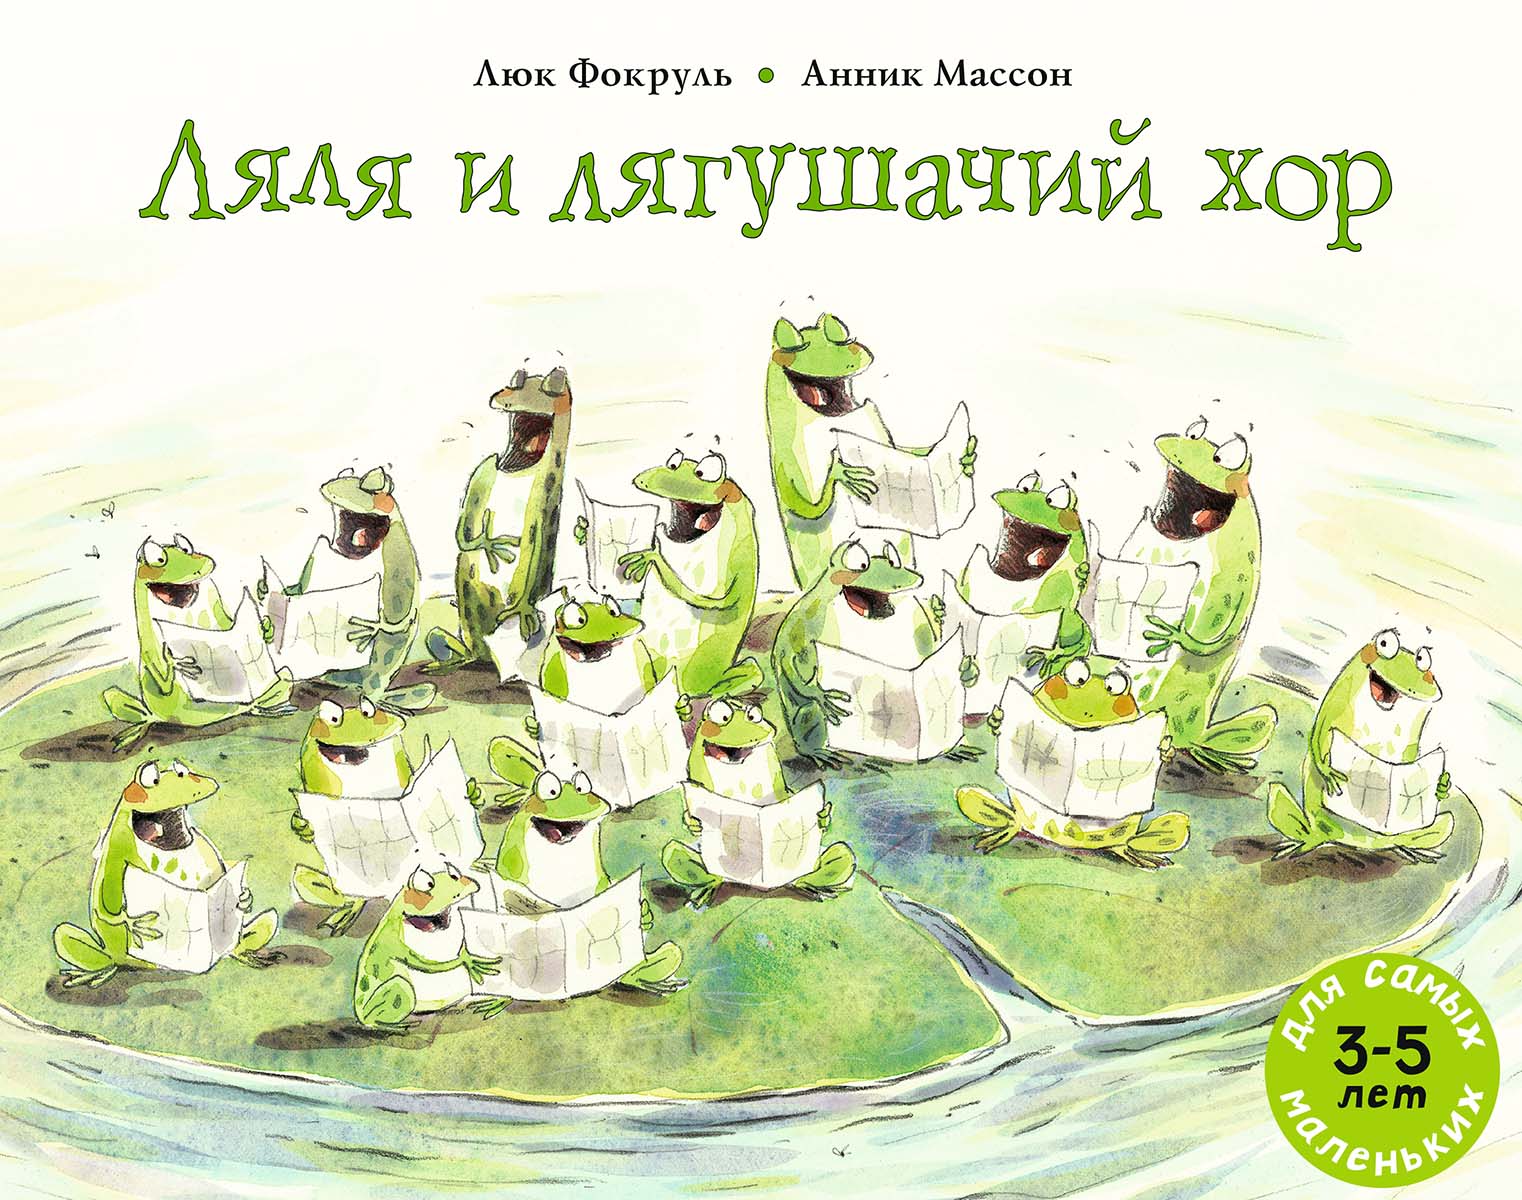 Люк Фокруль • Анник Массон
Ляля и лягушачий хор
для самых
3-5
лет
маленьких